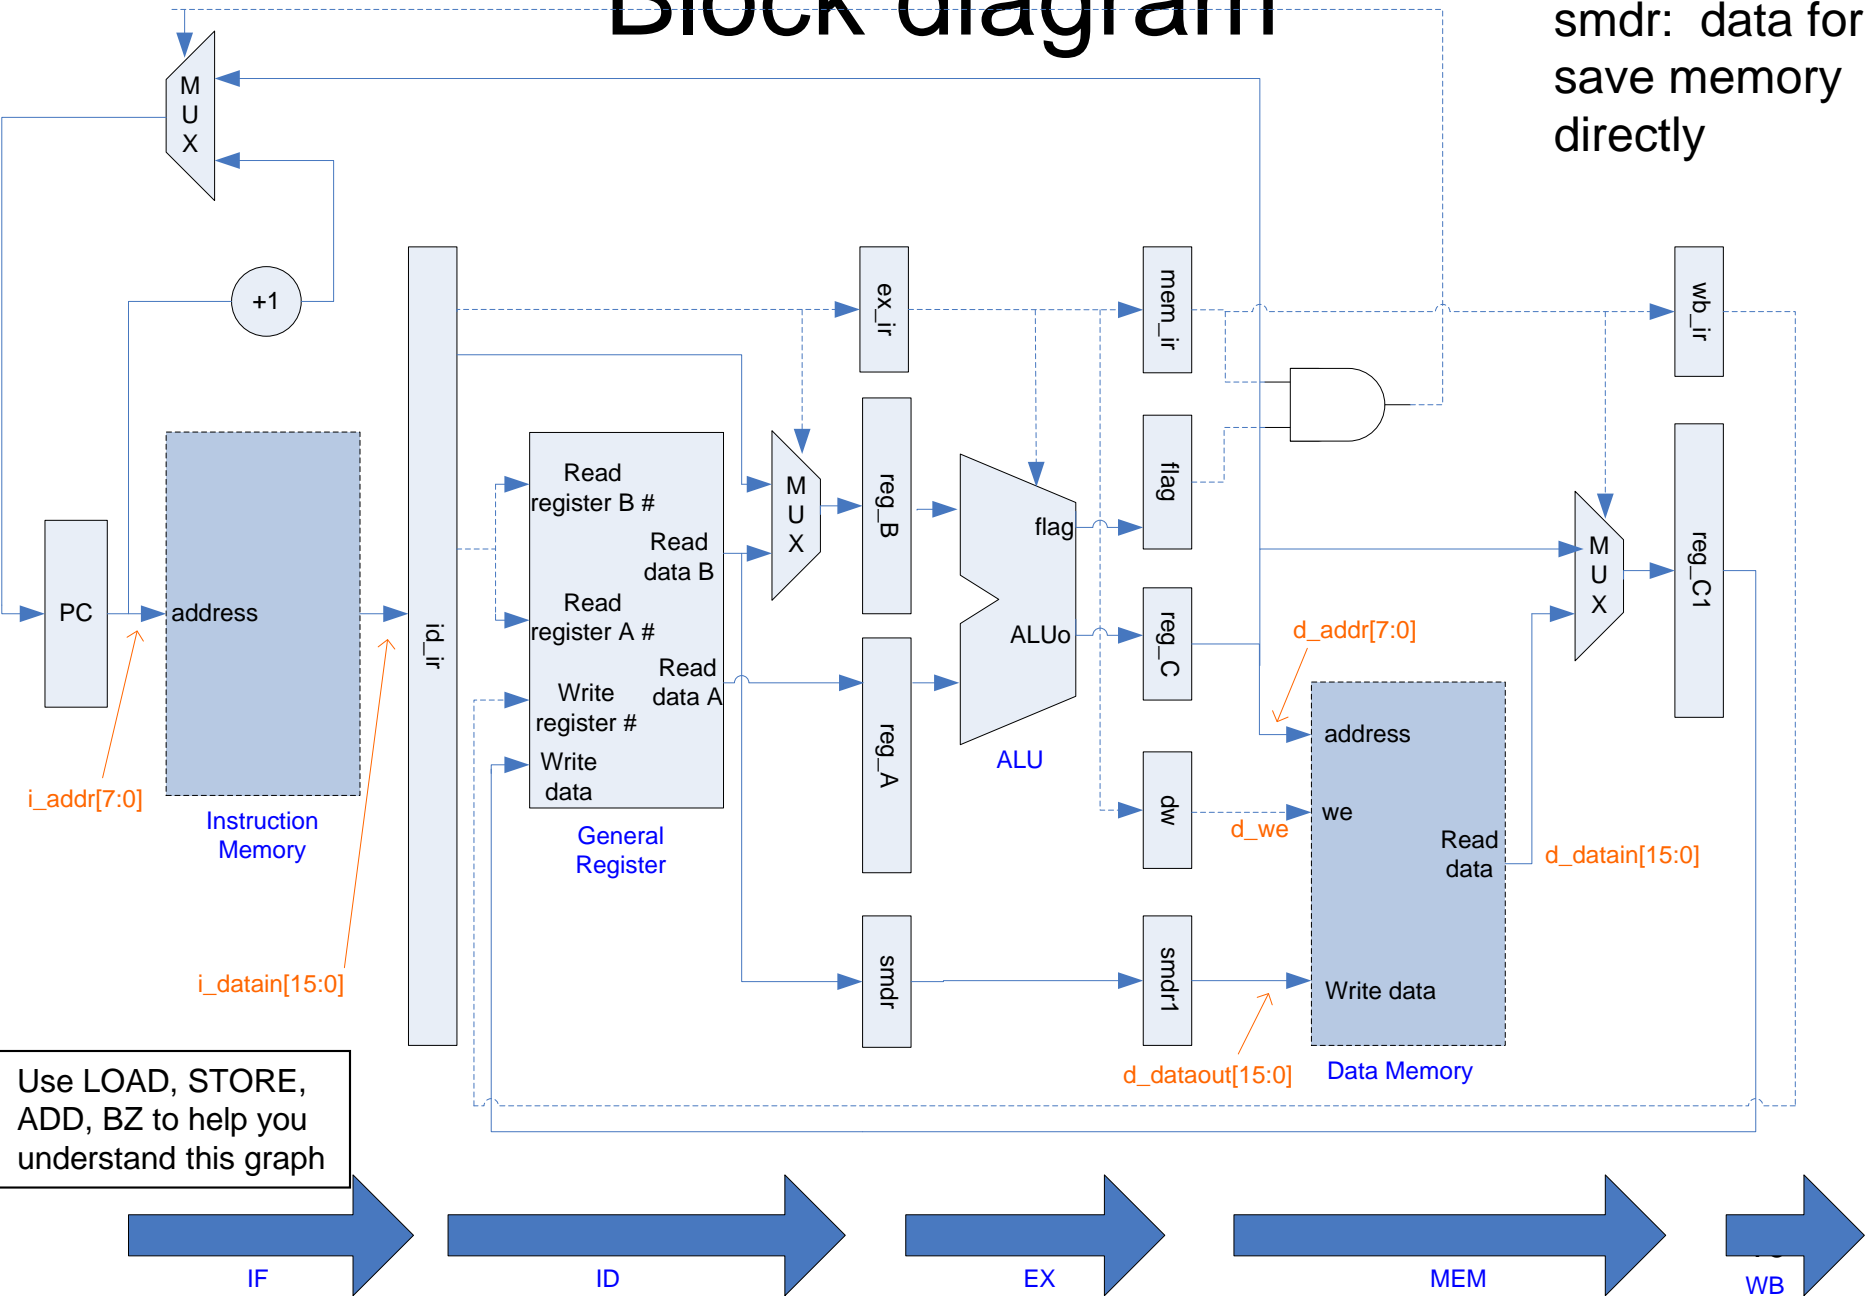 Block diagram
smdr: data for
save memory
directly
M
U
X
+1
PC
address
i_addr[7:0]
Instruction
Memory
i_datain[15:0]
id_ir
Read
register B #
Read
data B
Read
register A #
Read
data A
Write
register #
Write
data
General
Register
M
U
X
ex_ir
reg_B
reg_A
smdr
flag
ALUo
ALU
mem_ir
flag
reg_C
dw
smdr1
d_addr[7:0]
d_we
d_dataout[15:0]
address
we
Read
data
Write data
Data Memory
d_datain[15:0]
M
U
X
wb_ir
reg_C1
Use LOAD, STORE,
ADD, BZ to help you
understand this graph
IF
ID
EX
MEM
WB